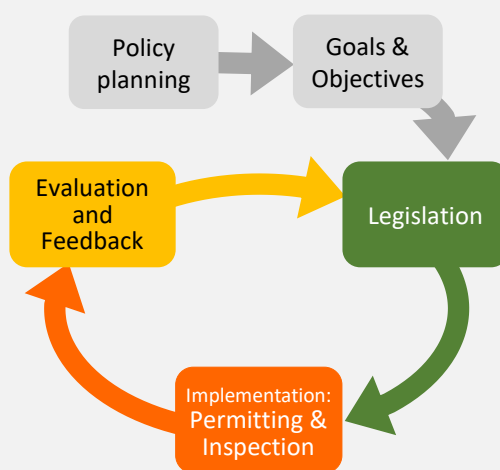 Policy
planning
Goals &
Objectives
Evaluation
and
Feedback
Legislation
Implementation:
Permitting &
Inspection